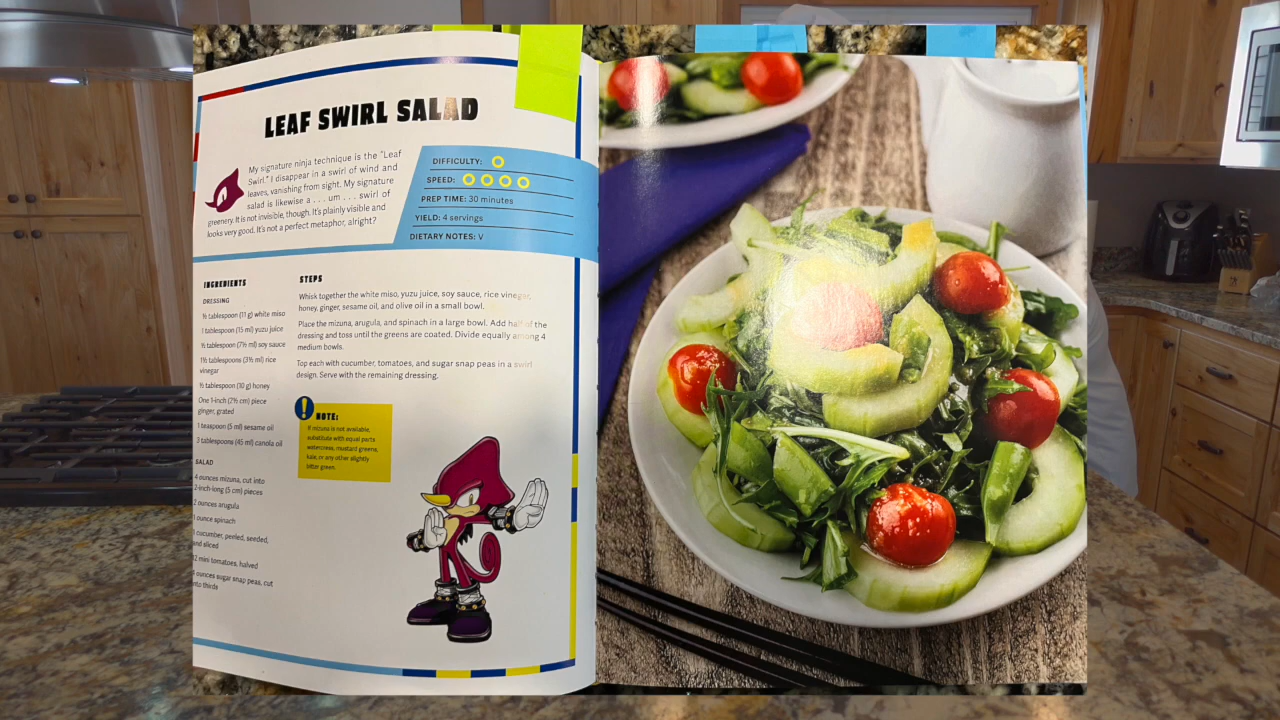 LEAF SWIRL SALAD
My signature ninja technique is the "Leaf
Swirl." I disappear in a swirl of wind and
leaves, vanishing from sight. My signature
salad is likewise a . . . um . . . swirl of
greenery. It is not invisible, though. It's plainly visible and
looks very good. It's not a perfect metaphor, alright?
DIFFICULTY:
SPEED:
PREP TIME: 30 minutes
YIELD: 4 servings
DIETARY NOTES: V
INGREDIENTS
DRESSING
½ tablespoon (11 g) white miso
1 tablespoon (15 ml) yuzu juice
½ tablespoon (7½ ml) soy sauce
1½ tablespoons (3½ ml) rice
vinegar
½ tablespoon (10 g) honey
One 1-inch (2½ cm) piece
ginger, grated
1 teaspoon (5 ml) sesame oil
3 tablespoons (45 ml) canola oil
SALAD
4 ounces mizuna, cut into
2-inch-long (5 cm) pieces
2 ounces arugula
1 ounce spinach
1 cucumber, peeled, seeded,
and sliced
12 mini tomatoes, halved
ounces sugar snap peas, cut
into thirds
STEPS
Whisk together the white miso, yuzu juice, soy sauce, rice vinegar,
honey, ginger, sesame oil, and olive oil in a small bowl.
Place the mizuna, arugula, and spinach in a large bowl. Add half of the
dressing and toss until the greens are coated. Divide equally among 4
medium bowls.
Top each with cucumber, tomatoes, and sugar snap peas in a swirl
design. Serve with the remaining dressing.
! NOTE:
If mizuna is not available,
substitute with equal parts
watercress, mustard greens,
kale, or any other slightly
bitter green.